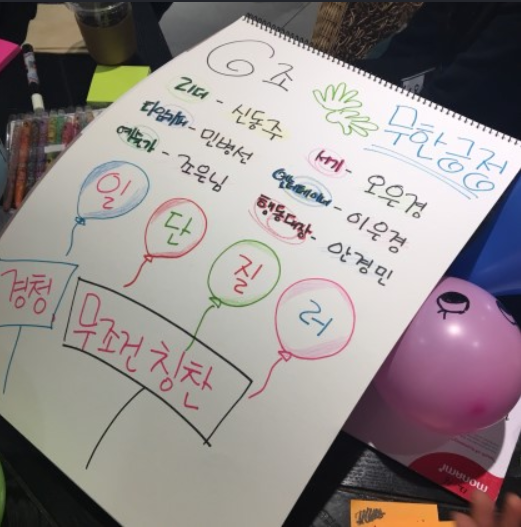 6조
무한긍정
리더 - 신동주
타임키퍼 - 민병선
예술가 - 조은님
서기 - 오은경
엔터테이너 - 이은경
행동대장 - 안경민
일 단 질 러
경청
무조건 칭찬
monami